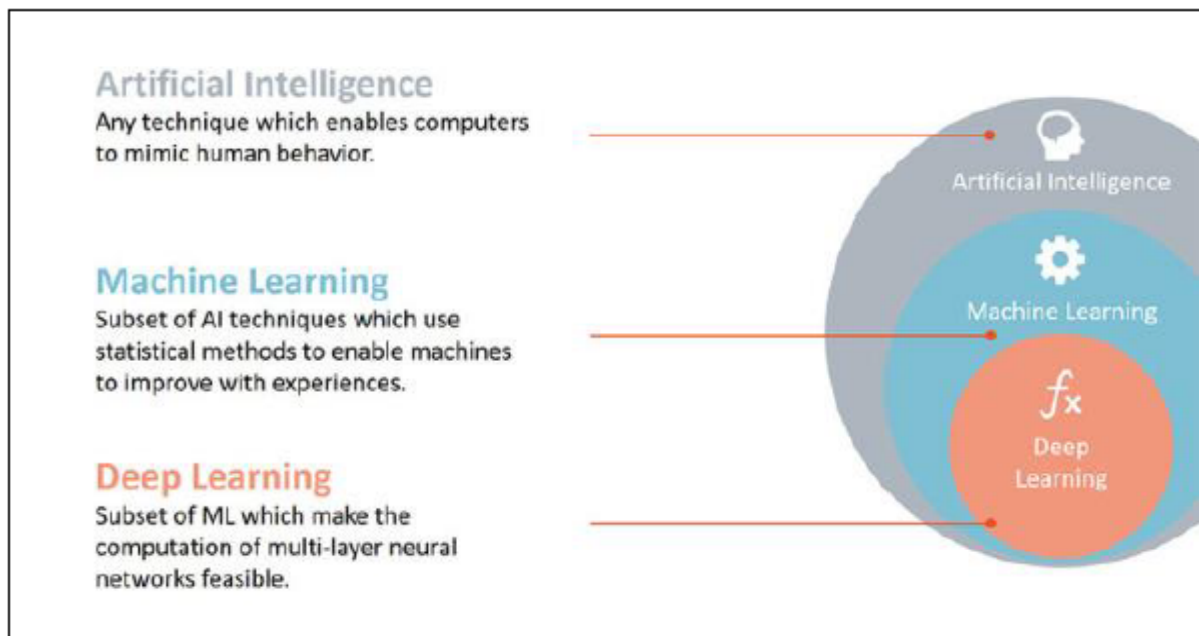 Artificial Intelligence
Any technique which enables computers
to mimic human behavior.
Machine Learning
Subset of AI techniques which use
statistical methods to enable machines
to improve with experiences.
Deep Learning
Subset of ML which make the
computation of multi-layer neural
networks feasible.
Artificial Intelligence
Machine Learning
fx
Deep
Learning